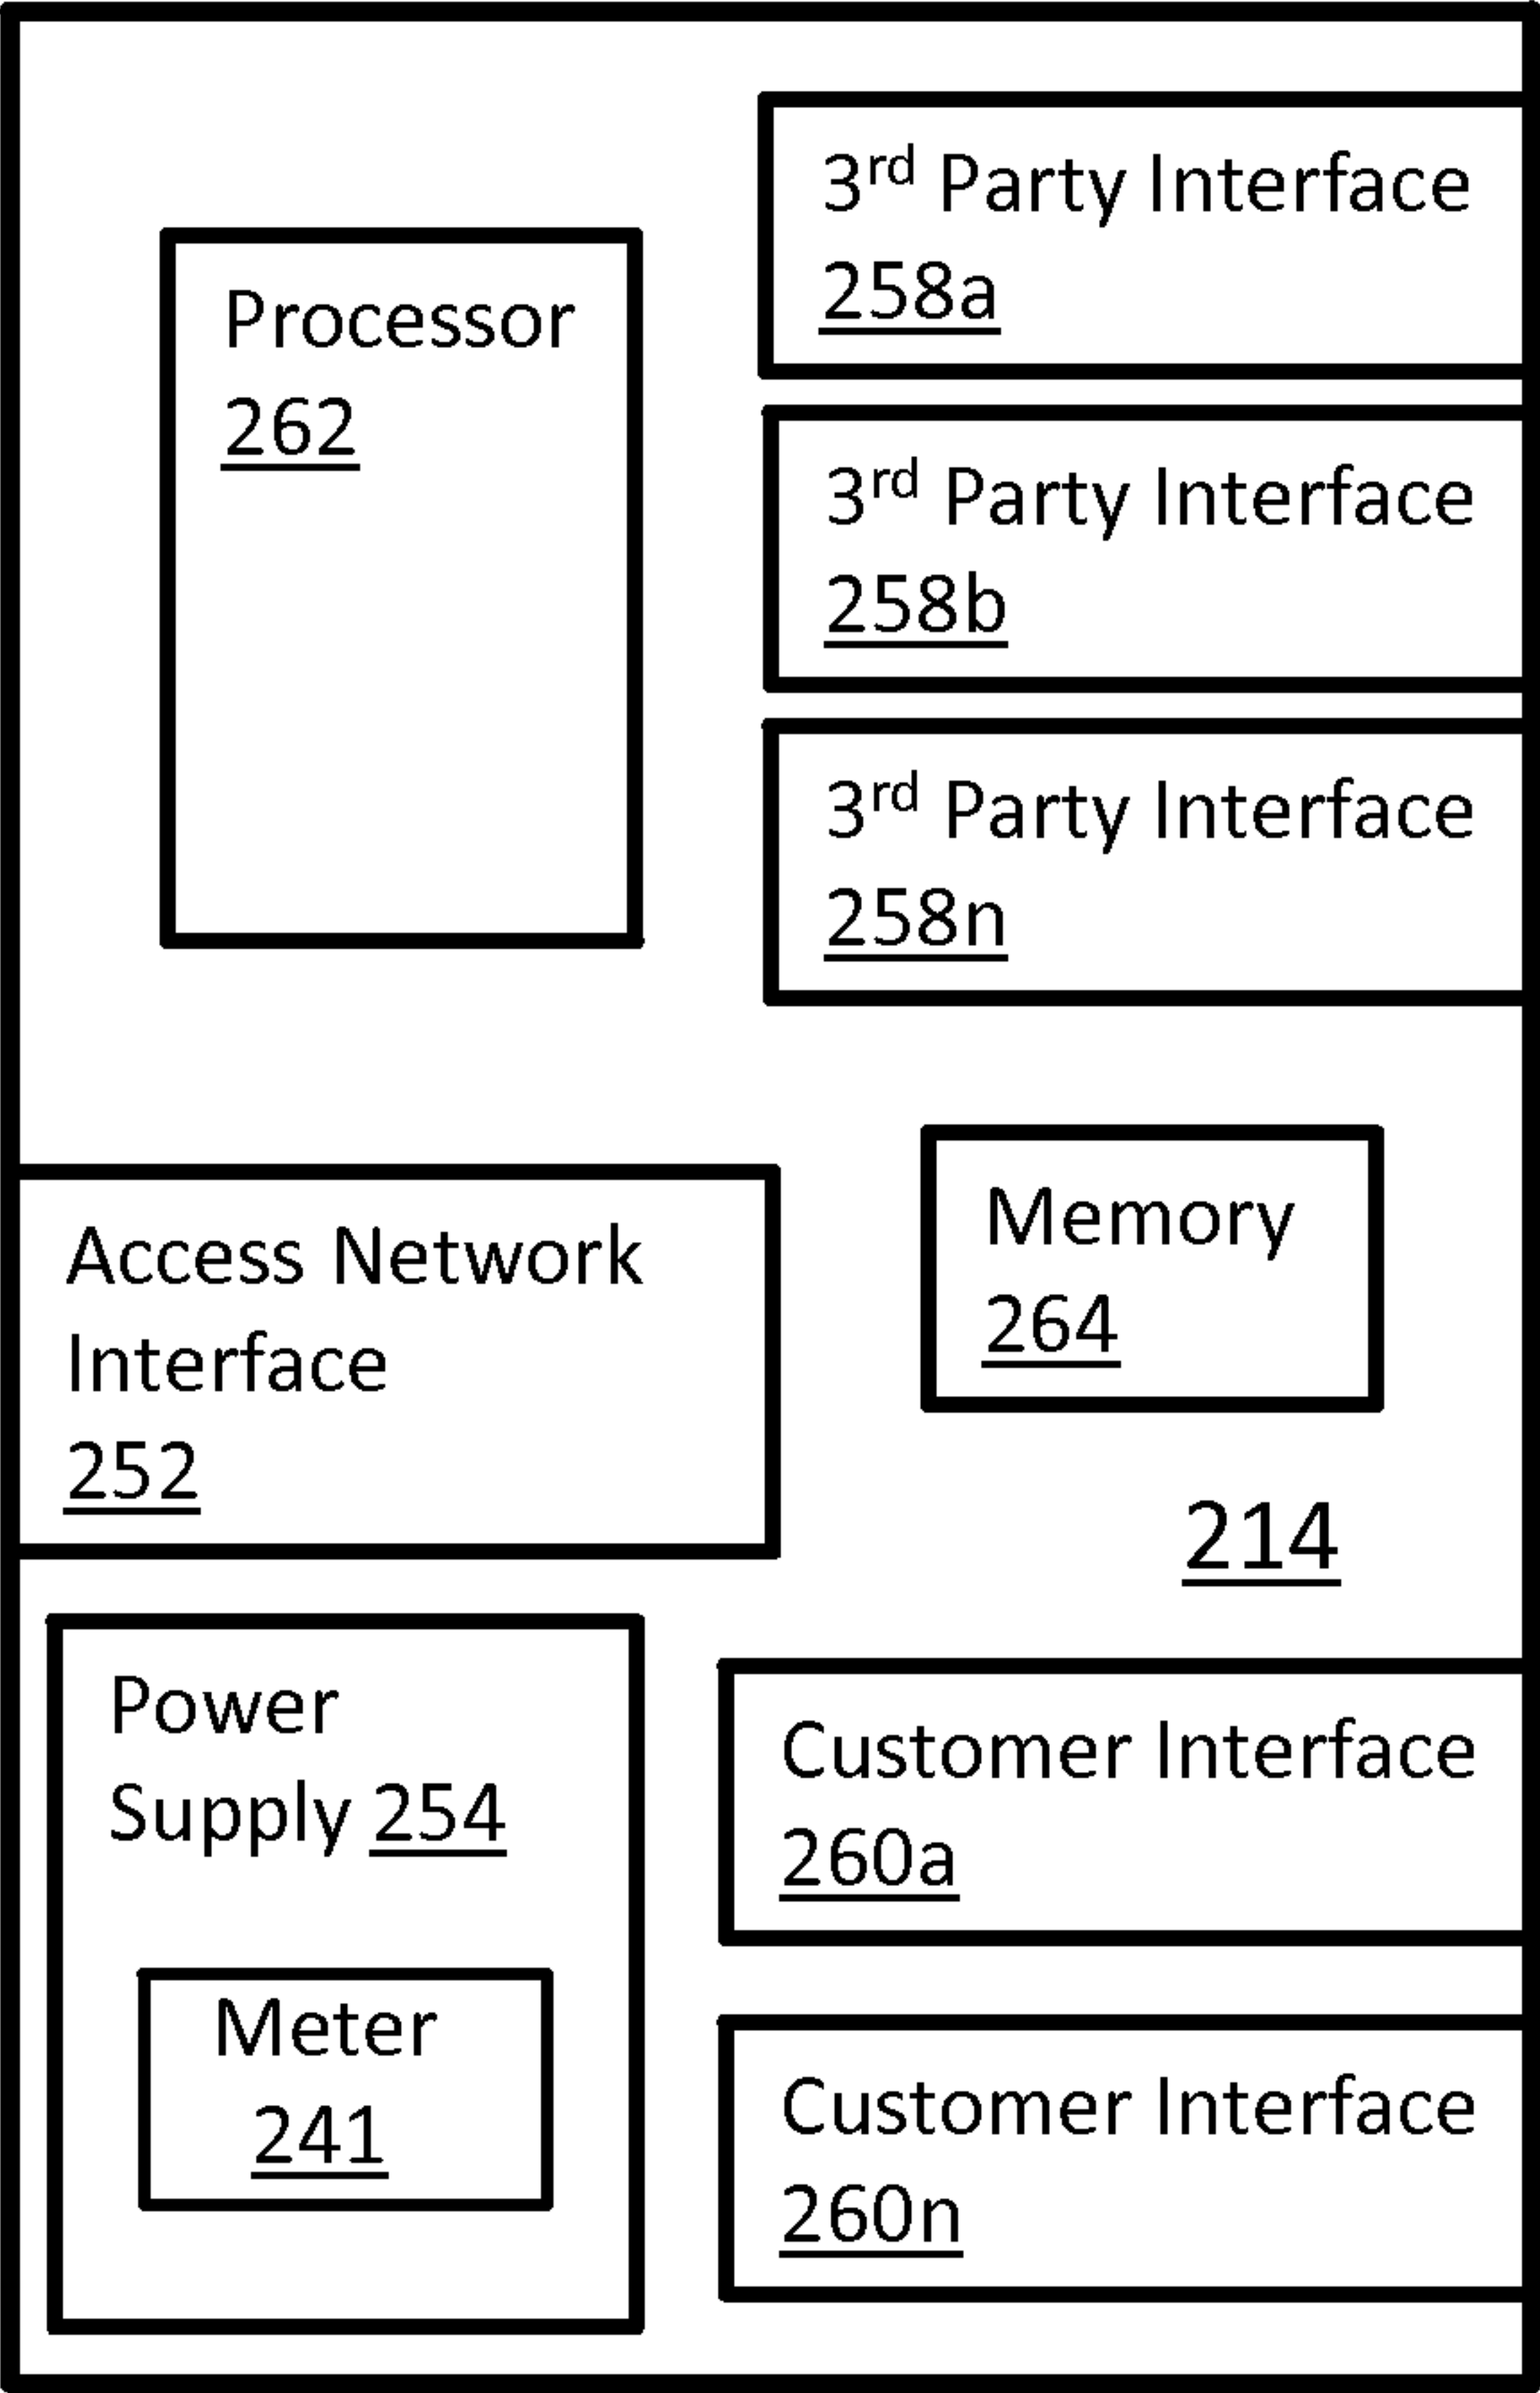 3rd Party Interface
258a
Processor
262
3rd Party Interface
258b
3rd Party Interface
258n
Memory
264
Access Network
Interface
252
214
Power
Supply 254
Meter
241
Customer Interface
260a
Customer Interface
260n